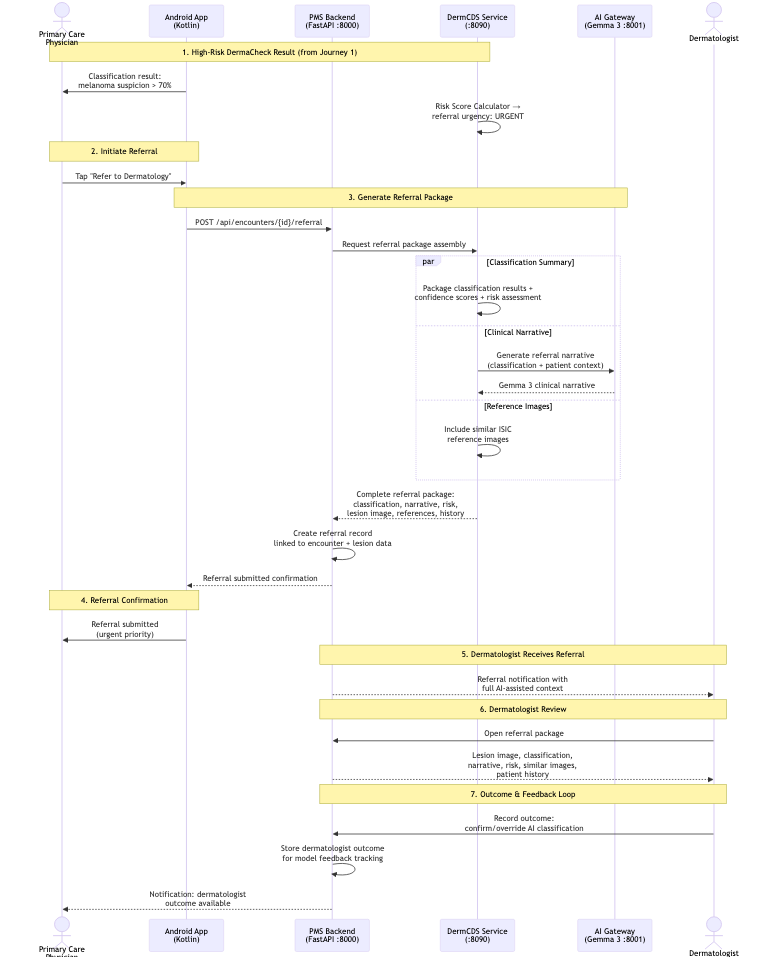 Primary Care
Physician
Android App
(Kotlin)
PMS Backend
(FastAPI :8000)
DermCDS Service
(:8090)
AI Gateway
(Gemma 3 :8001)
Dermatologist
1. High-Risk DermaCheck Result (from Journey 1)
Classification result:
melanoma suspicion > 70%
Risk Score Calculator →
referral urgency: URGENT
2. Initiate Referral
Tap "Refer to Dermatology"
3. Generate Referral Package
POST /api/encounters/{id}/referral
Request referral package assembly
par
[Classification Summary]
Package classification results +
confidence scores + risk assessment
[Clinical Narrative]
Generate referral narrative
(classification + patient context)
Gemma 3 clinical narrative
[Reference Images]
Include similar ISIC
reference images
Complete referral package:
classification, narrative, risk,
lesion image, references, history
Create referral record
linked to encounter + lesion data
Referral submitted confirmation
4. Referral Confirmation
Referral submitted
(urgent priority)
5. Dermatologist Receives Referral
Referral notification with
full AI-assisted context
6. Dermatologist Review
Open referral package
Lesion image, classification,
narrative, risk, similar images,
patient history
7. Outcome & Feedback Loop
Record outcome:
confirm/override AI classification
Store dermatologist outcome
for model feedback tracking
Notification: dermatologist
outcome available
Primary Care
Physician
Android App
(Kotlin)
PMS Backend
(FastAPI :8000)
DermCDS Service
(:8090)
AI Gateway
(Gemma 3 :8001)
Dermatologist